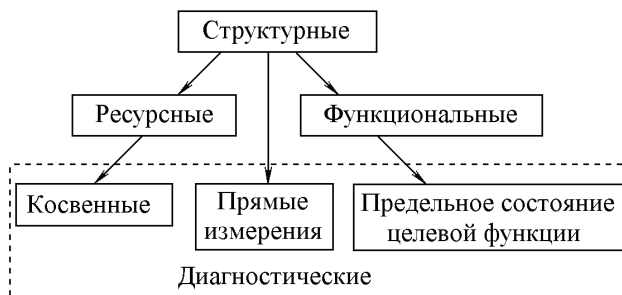 Структурные
Ресурсные
Функциональные
Косвенные
Прямые
измерения
Предельное состояние
целевой функции
Диагностические